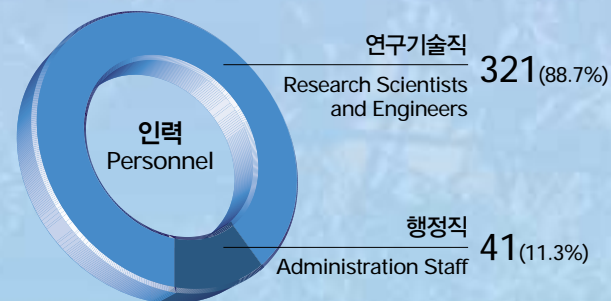 인력
Personnel
연구기술직
Research Scientists
and Engineers
321(88.7%)
행정직
Administration Staff
41(11.3%)